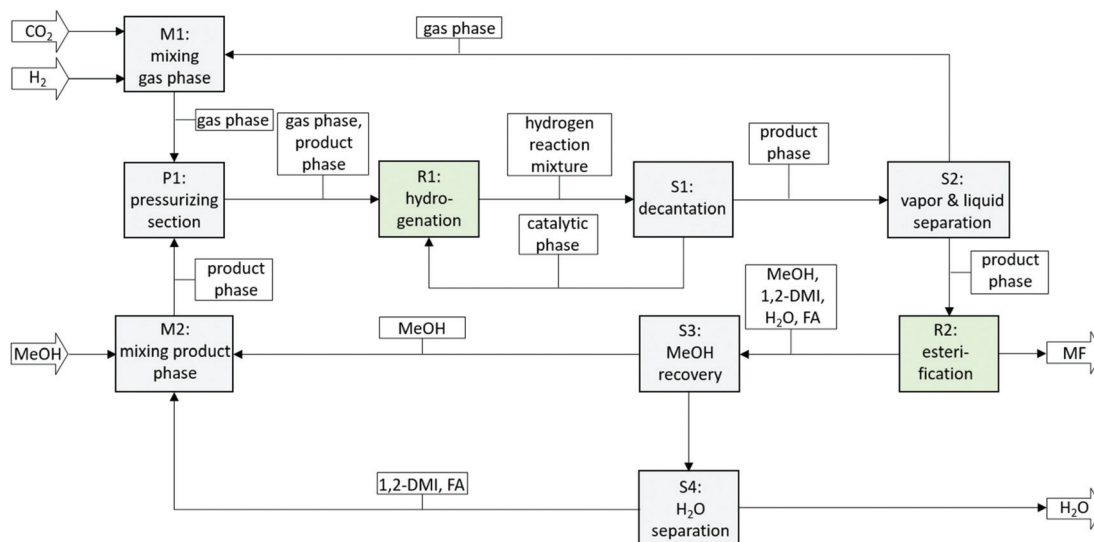 CO₂
H₂
M1:
mixing
gas phase
gas phase
gas phase
gas phase,
product
phase
hydrogen
reaction
mixture
product
phase
P1:
pressurizing
section
R1:
hydro-
genation
S1:
decantation
S2:
vapor & liquid
separation
catalytic
phase
product
phase
product
phase
MeOH,
1,2-DMI,
H₂O, FA
MeOH
MeOH
M2:
mixing product
phase
S3:
MeOH
recovery
R2:
esteri-
fication
MF
1,2-DMI, FA
S4:
H₂O
separation
H₂O